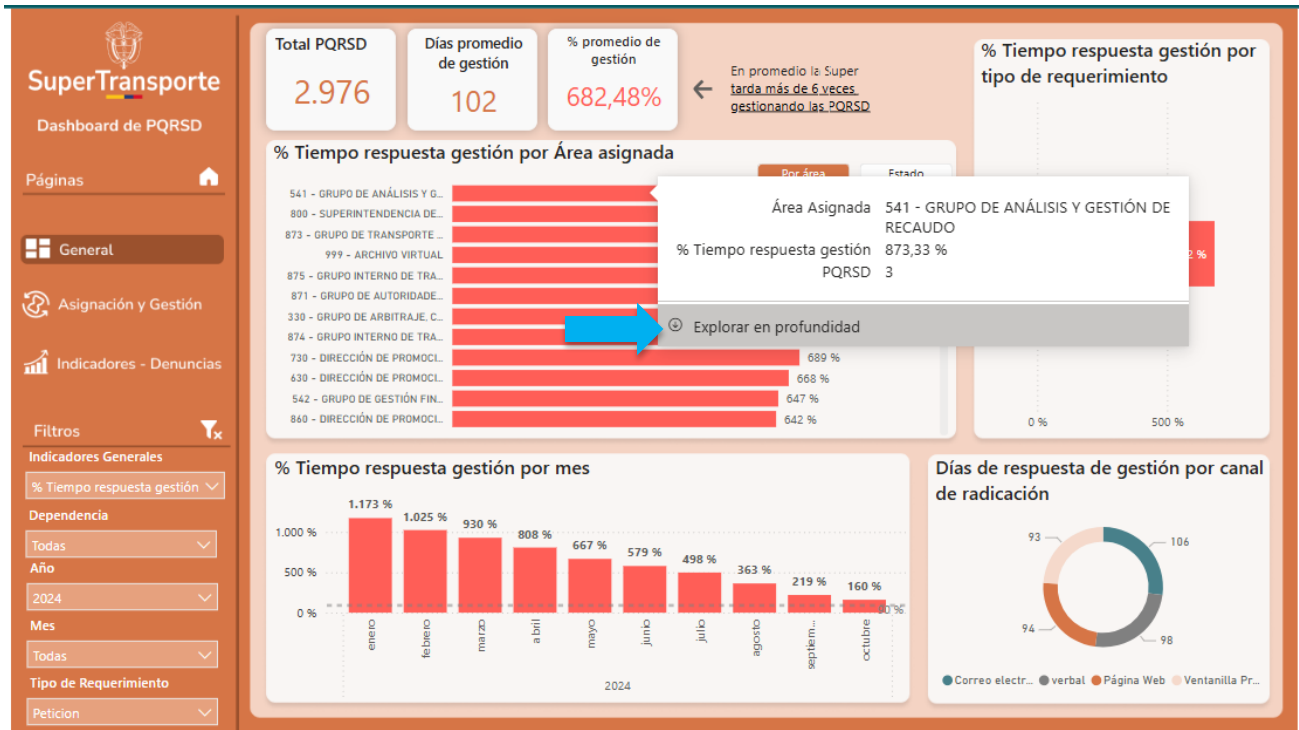 SuperTransporte
Dashboard de PQRSD
Páginas
General
Asignación y Gestión
Indicadores - Denuncias
Filtros
Indicadores Generales
% Tiempo respuesta gestión
Dependencia
Todas
Año
2024
Mes
Todas
Tipo de Requerimiento
Peticion
Total PQRSD
2.976
Días promedio
de gestión
102
% promedio de
gestión
682,48%
En promedio la Super
tarda más de 6 veces
gestionando las PQRSD
% Tiempo respuesta gestión por Área asignada
Por área
Estado
541 - GRUPO DE ANÁLISIS Y G...
800 - SUPERINTENDENCIA DE...
873 - GRUPO DE TRANSPORTE ...
999 - ARCHIVO VIRTUAL
875 - GRUPO INTERNO DE TRA...
871 - GRUPO DE AUTORIDADE...
330 - GRUPO DE ARBITRAJE, C...
874 - GRUPO INTERNO DE TRA...
730 - DIRECCIÓN DE PROMOCI... 689 %
630 - DIRECCIÓN DE PROMOCI... 668 %
542 - GRUPO DE GESTIÓN FIN... 647 %
860 - DIRECCIÓN DE PROMOCI... 642 %
Área Asignada 541 - GRUPO DE ANÁLISIS Y GESTIÓN DE
RECAUDO
% Tiempo respuesta gestión 873,33 %
PQRSD 3
Explorar en profundidad
% Tiempo respuesta gestión por
tipo de requerimiento
2 %
0 % 500 %
% Tiempo respuesta gestión por mes
1.173 %
1.025 %
930 %
808 %
667 %
579 %
498 %
363 %
219 %
160 %
1.000 %
500 %
0 %
enero
febrero
marzo
abril
mayo
junio
julio
agosto
septiem...
octubre
2024
Días de respuesta de gestión por canal
de radicación
93
106
94
98
Correo electr... verbal Página Web Ventanilla Pr...